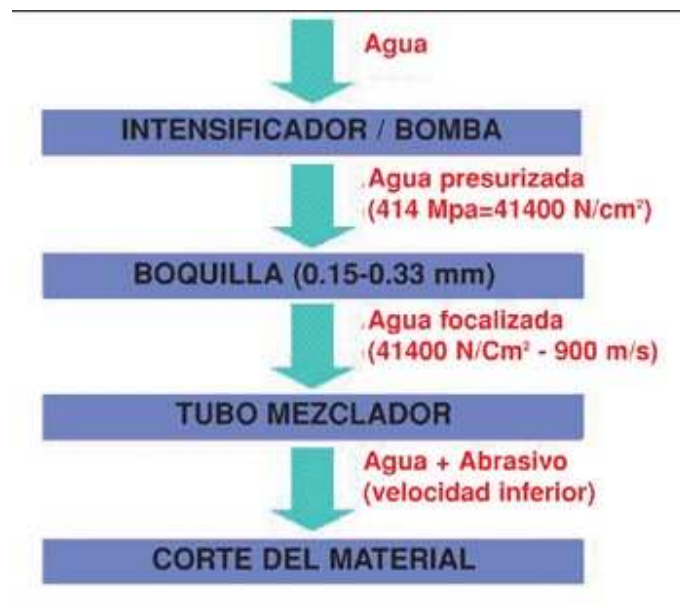 Agua
INTENSIFICADOR / BOMBA
Agua presurizada
(414 Mpa=41400 N/cm²)
BOQUILLA (0.15-0.33 mm)
Agua focalizada
(41400 N/Cm² - 900 m/s)
TUBO MEZCLADOR
Agua + Abrasivo
(velocidad inferior)
CORTE DEL MATERIAL